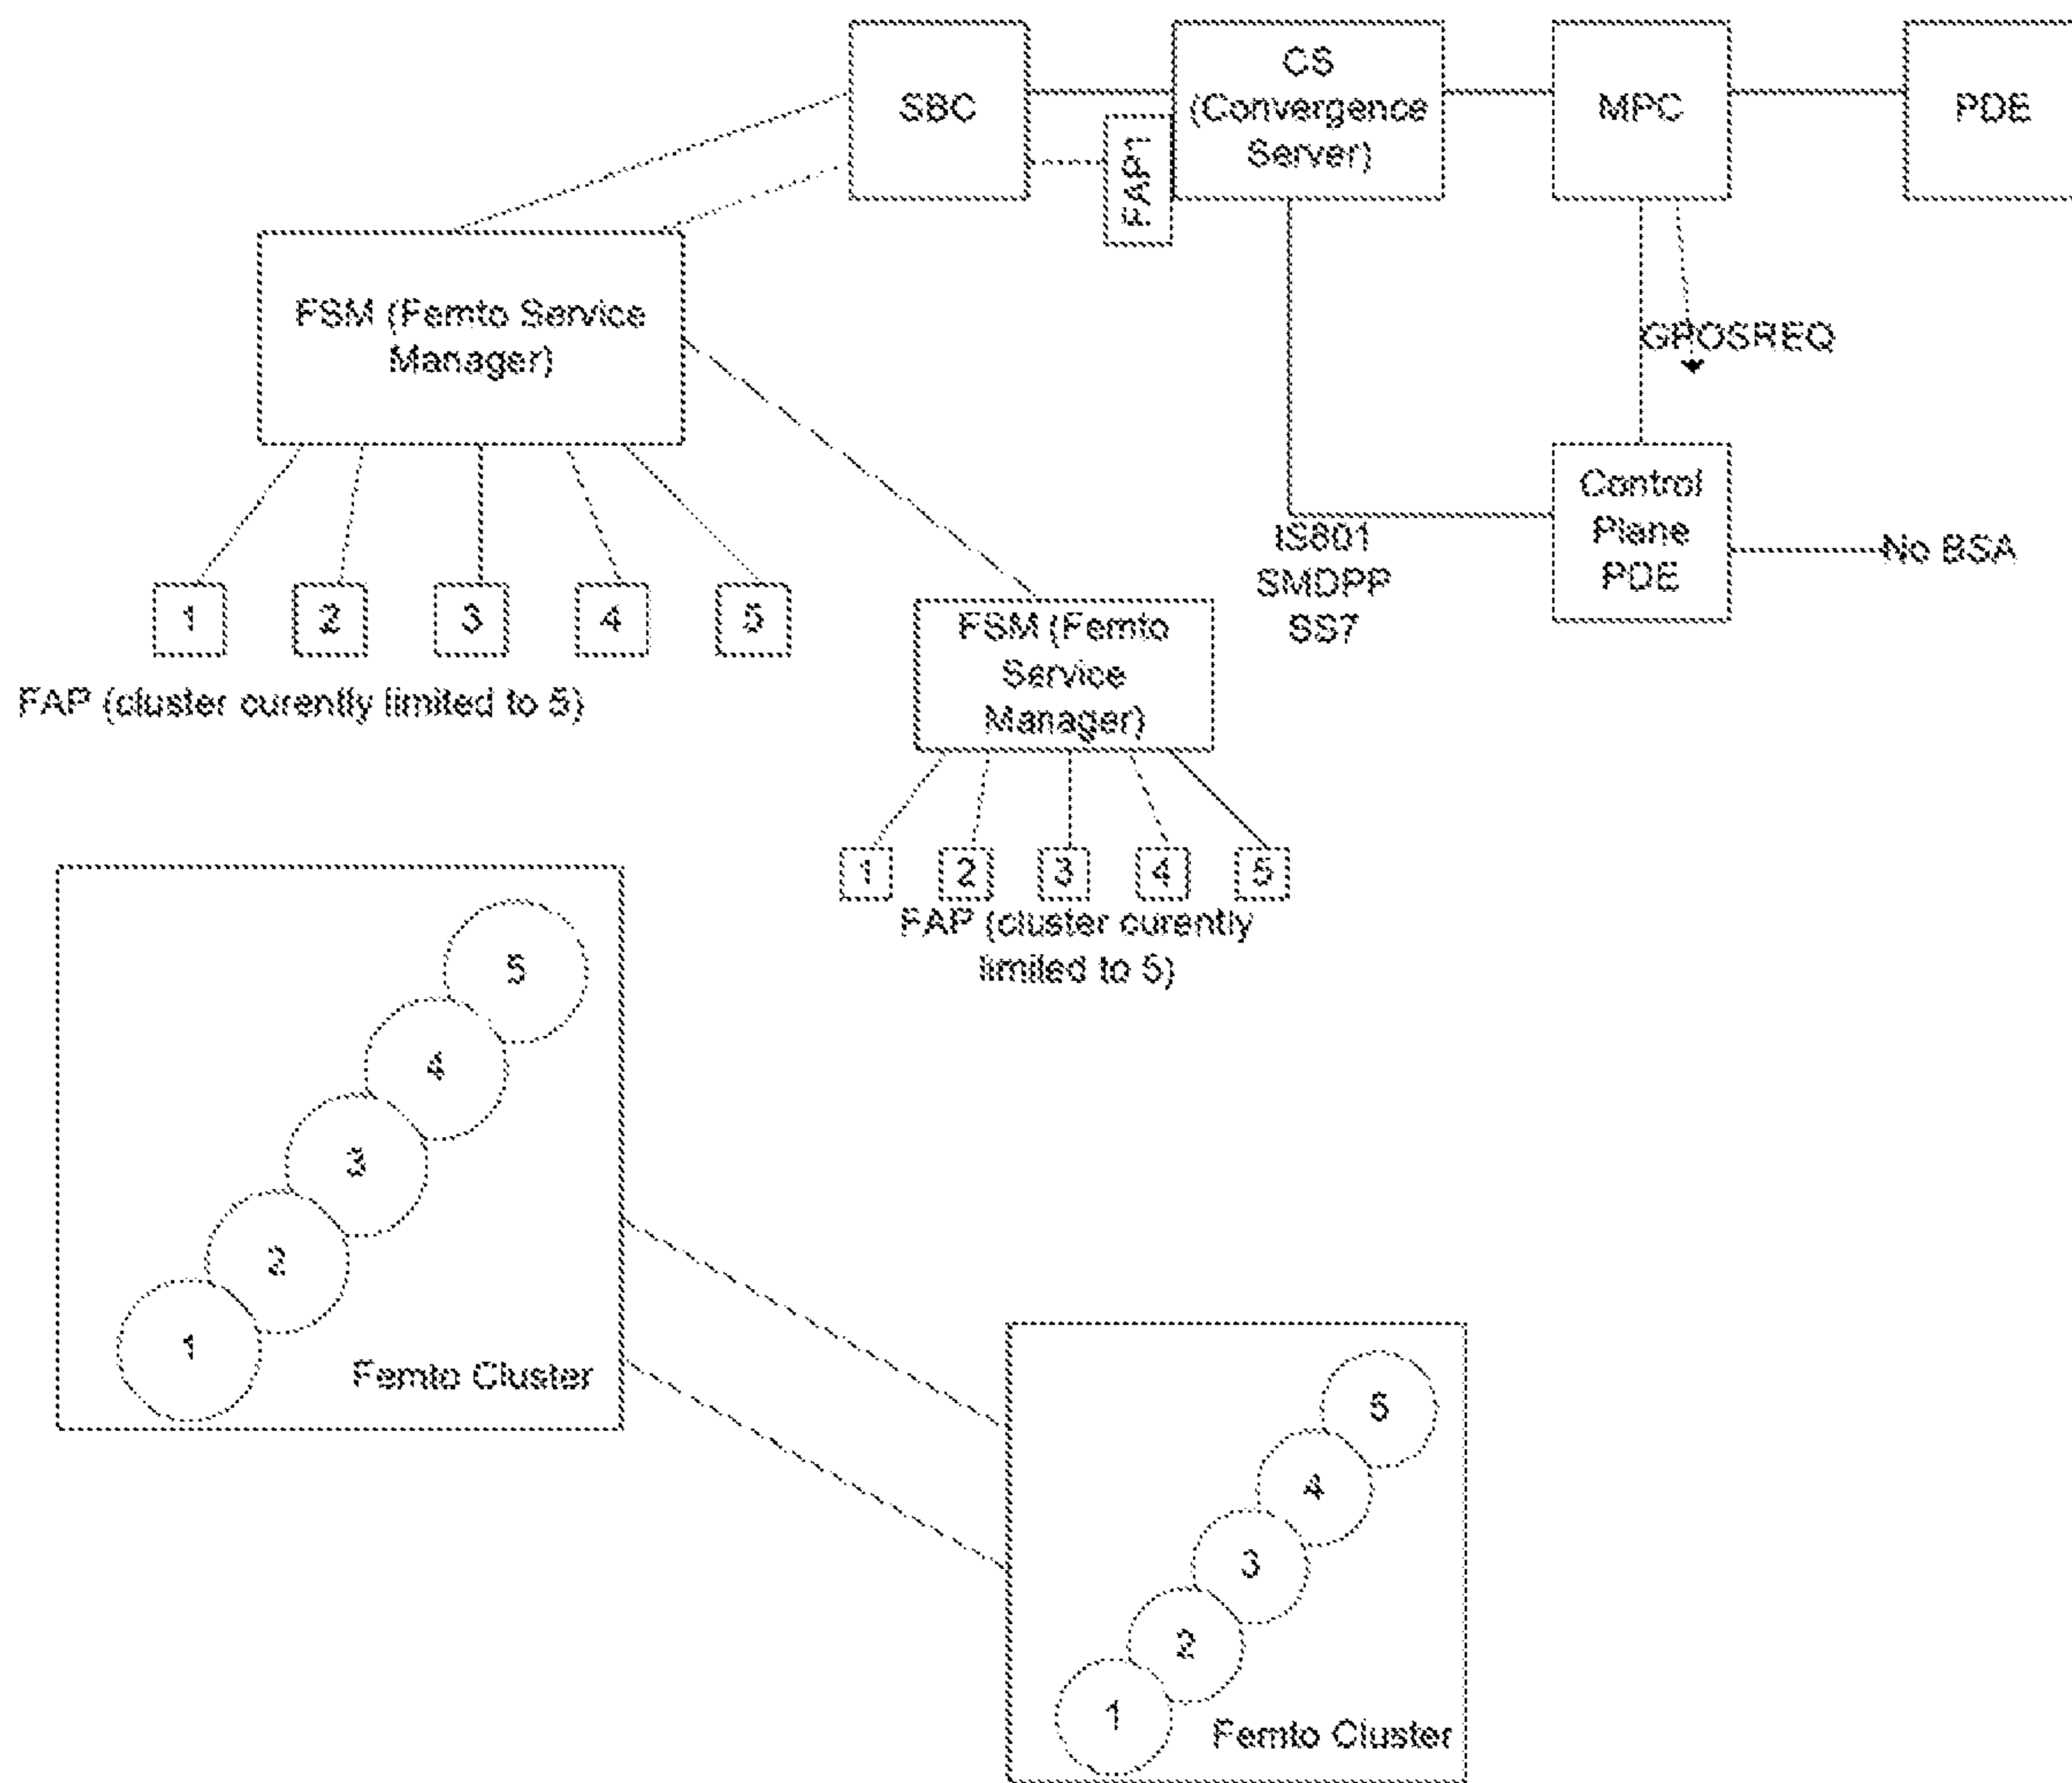 SBC
CS
(Convergence
Server)
FAP1
MPC
PDE
FSM (Femto Service
Manager)
GPOSREQ
Control
Plane
PDE
No BSA
IS801
SMDPP
SS7
1 2 3 4 5
FAP (cluster curently limited to 5)
FSM (Femto
Service
Manager)
1 2 3 4 5
FAP (cluster curently
limited to 5)
5
4
3
2
1
Femto Cluster
5
4
3
2
1
Femto Cluster